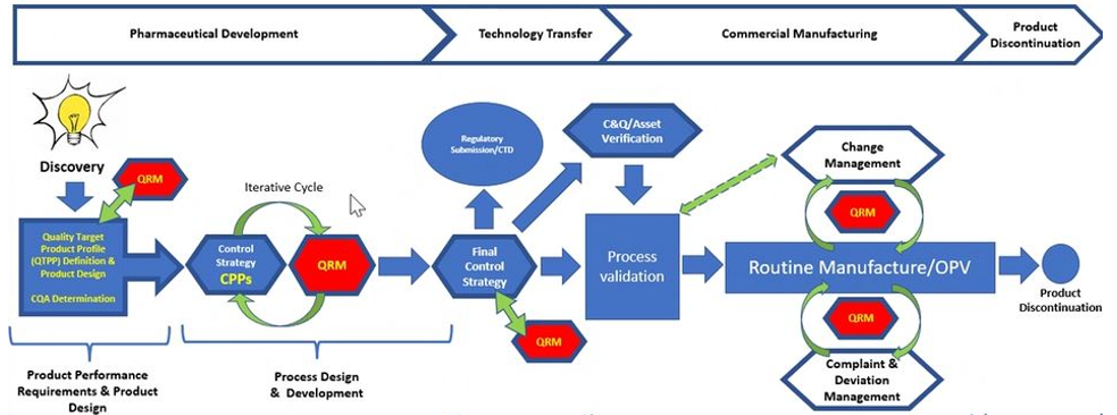 Pharmaceutical Development
Technology Transfer
Commercial Manufacturing
Product
Discontinuation
Discovery
QRM
Quality Target
Product Profile
(QTPP) Definition &
Product Design
CQA Determination
Iterative Cycle
Control
Strategy
CPPs
QRM
Regulatory
Submission/CTD
C&Q/Asset
Verification
Final
Control
Strategy
QRM
Process
validation
Change
Management
QRM
Routine Manufacture/OPV
QRM
Complaint &
Deviation
Management
Product
Discontinuation
Product Performance
Requirements & Product
Design
Process Design
& Development